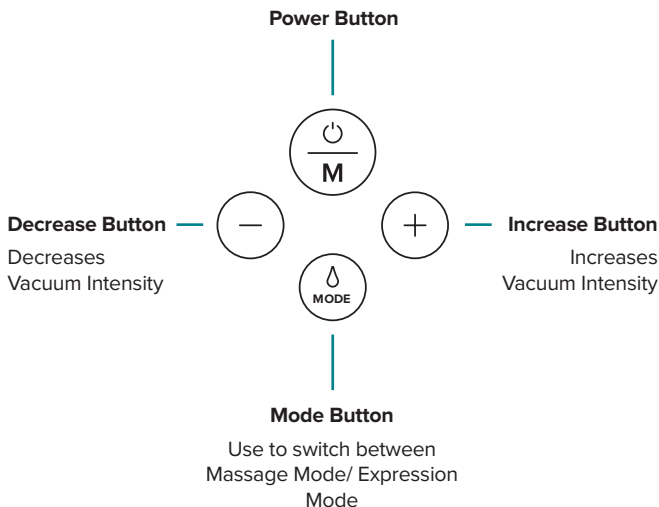 Power Button
M
Decrease Button
Decreases
Vacuum Intensity
Increase Button
Increases
Vacuum Intensity
MODE
Mode Button
Use to switch between
Massage Mode/ Expression
Mode